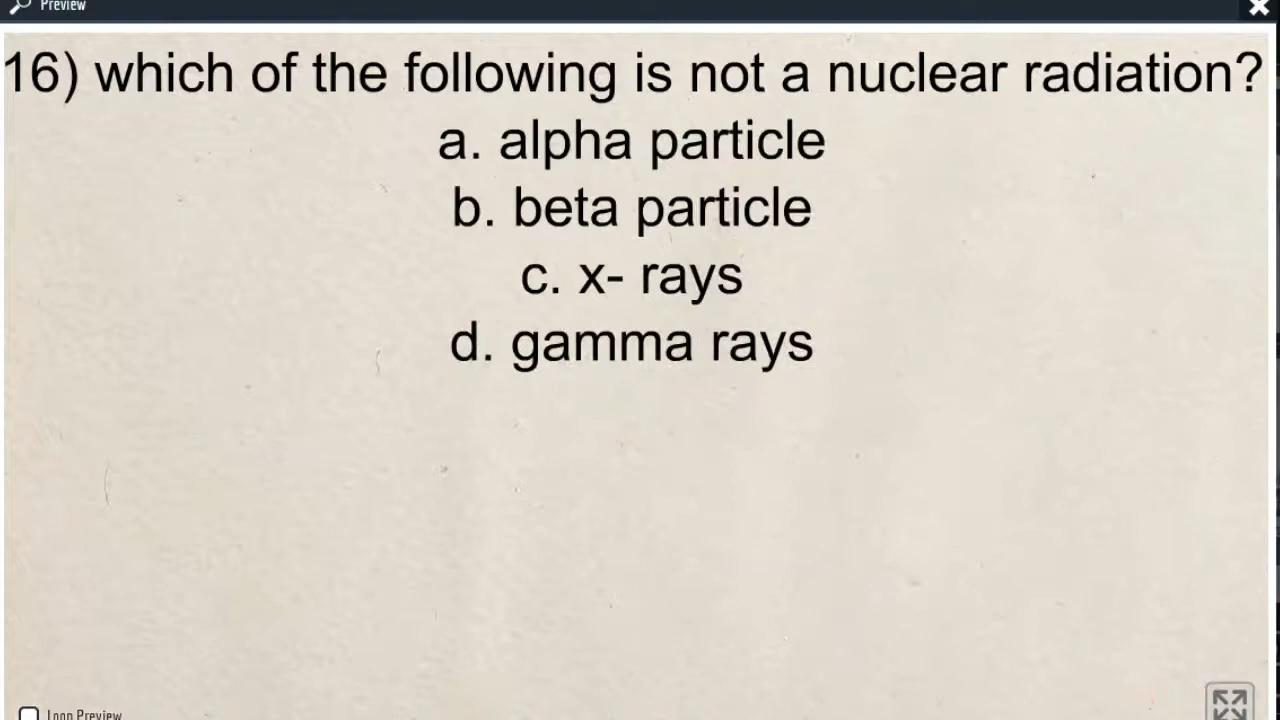 Preview
16) which of the following is not a nuclear radiation?
a. alpha particle
b. beta particle
c. x- rays
d. gamma rays
Loop Preview